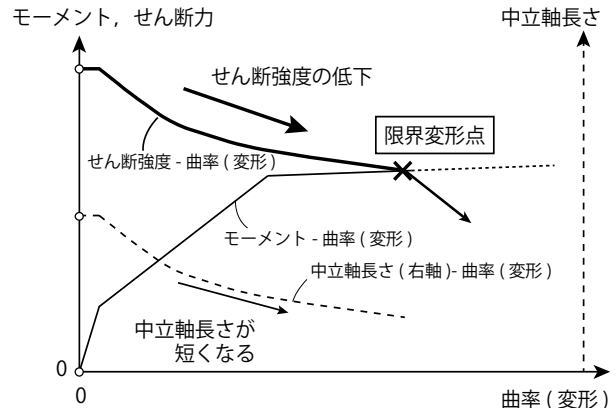 モーメント，せん断力
中立軸長さ
せん断強度の低下
限界変形点
せん断強度 - 曲率 ( 変形 )
モーメント - 曲率 ( 変形 )
中立軸長さ ( 右軸 )- 曲率 ( 変形 )
中立軸長さが
短くなる
0
0
曲率 ( 変形 )